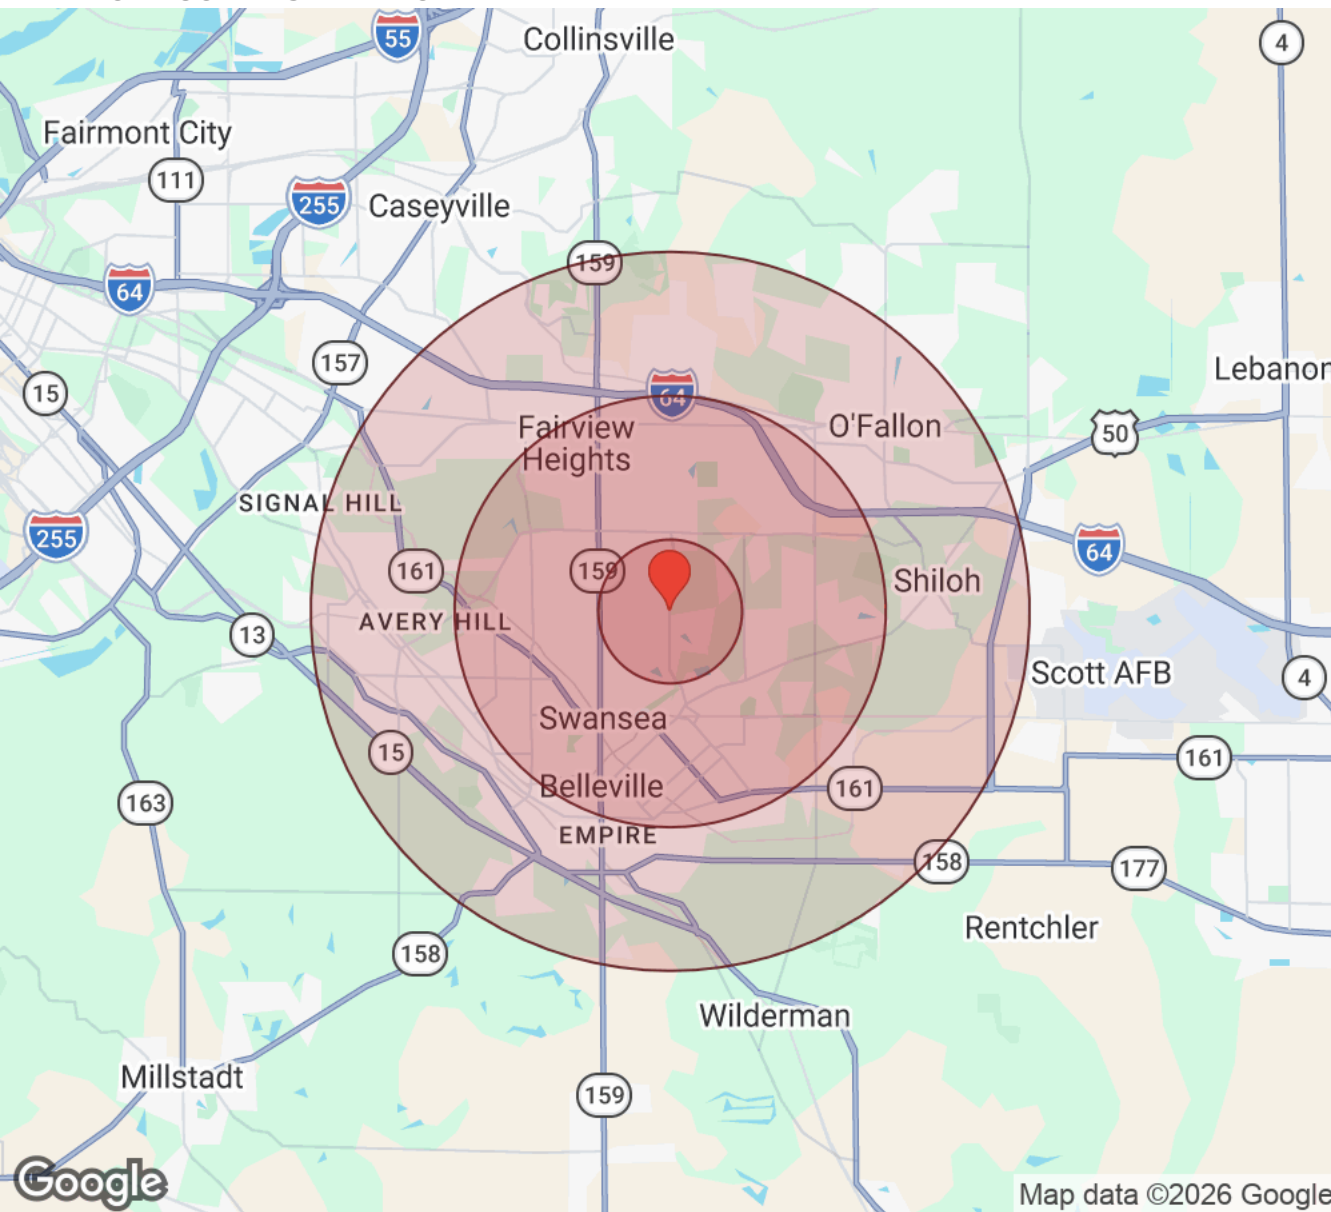 55
Collinsville
4
Fairmont City
111
255
Caseyville
159
64
157
Lebanon
15
64
Fairview
Heights
O'Fallon
50
SIGNAL HILL
255
64
161
159
Shiloh
AVERY HILL
13
Scott AFB
4
Swansea
15
161
Belleville
161
163
EMPIRE
158
177
Rentchler
158
Wilderman
Millstadt
159
Google
Map data ©2026 Google